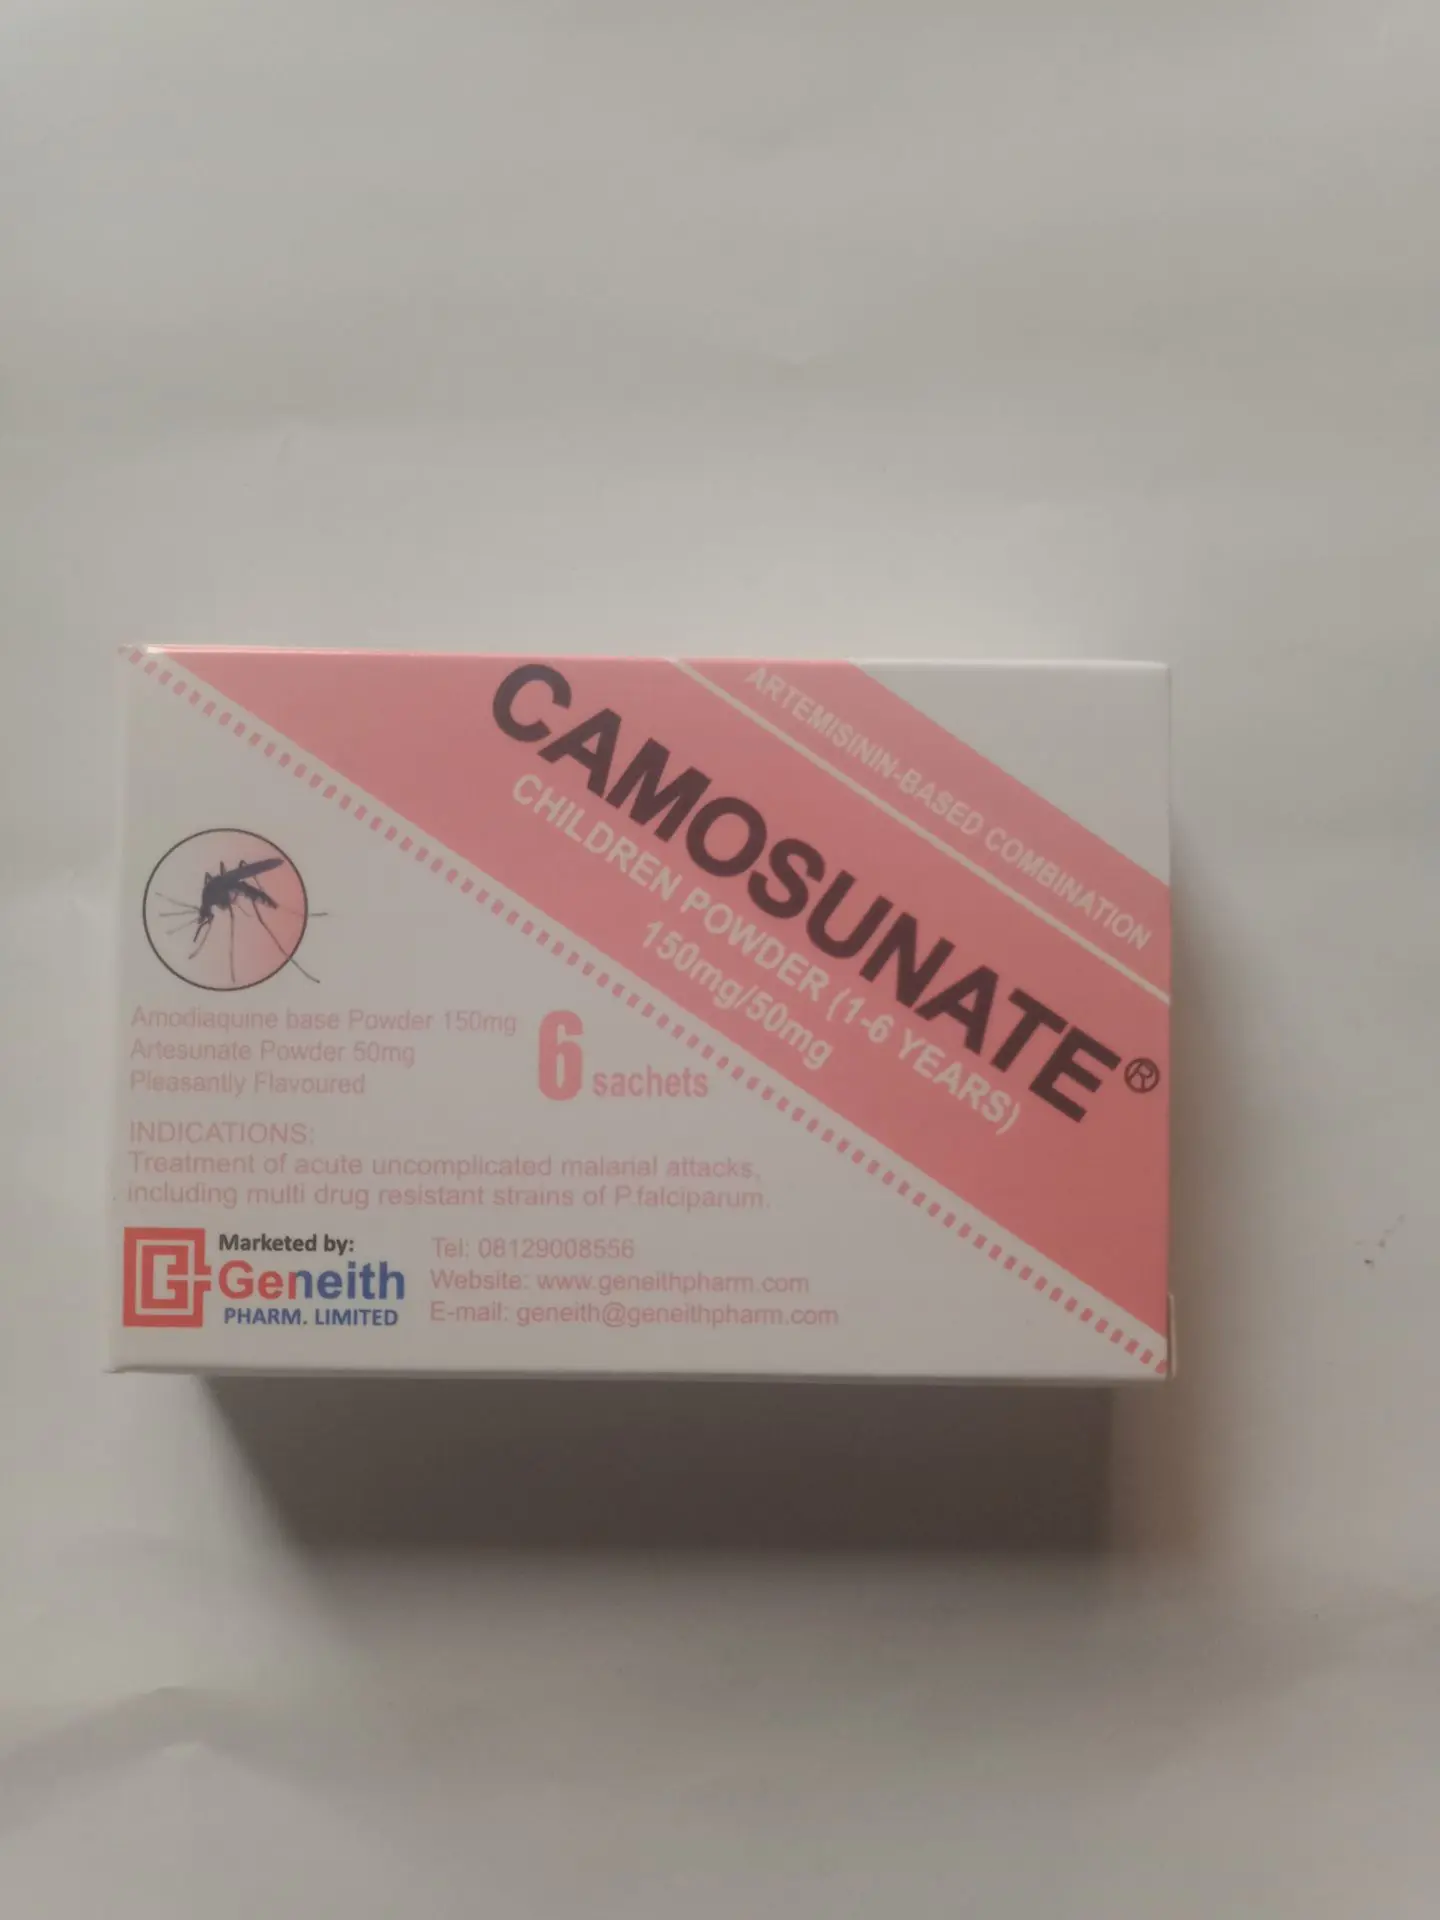 ARTEMISININ-BASED COMBINATION
CAMOSUNATE®
CHILDREN POWDER (1-6 YEARS)
150mg/50mg
Amodiaquine base Powder 150mg
Artesunate Powder 50mg
Pleasantly Flavoured
6 sachets
INDICATIONS:
Treatment of acute uncomplicated malarial attacks,
including multi drug resistant strains of P.falciparum.
Marketed by:
Geneith
PHARM. LIMITED
Tel: 08129008556
Website: www.geneithpharm.com
E-mail: geneith@geneithpharm.com